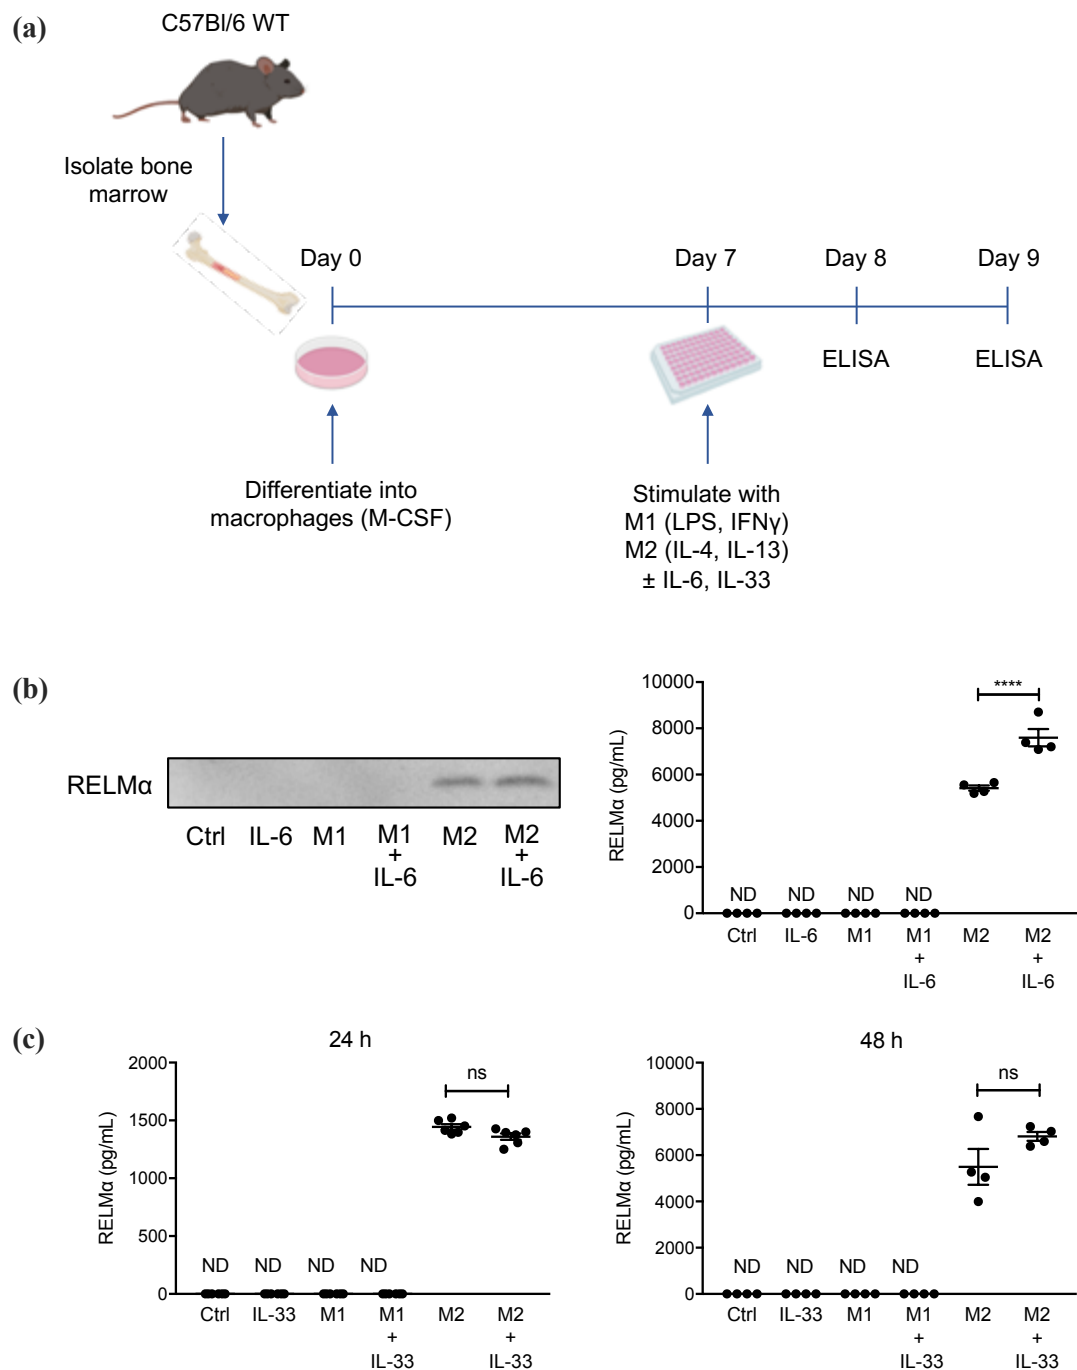 (a)
C57Bl/6 WT
Isolate bone
marrow
Day 0
Day 7
Day 8
Day 9
ELISA
ELISA
Differentiate into
macrophages (M-CSF)
Stimulate with
M1 (LPS, IFNγ)
M2 (IL-4, IL-13)
± IL-6, IL-33
(b)
RELMα
Ctrl IL-6 M1 M1 + IL-6 M2 M2 + IL-6
RELMα (pg/mL)
10000
8000
6000
4000
2000
0
****
ND ND ND ND
Ctrl IL-6 M1 M1 + IL-6 M2 M2 + IL-6
(c)
24 h
RELMα (pg/mL)
2000
1500
1000
500
0
ns
ND ND ND ND
Ctrl IL-33 M1 M1 + IL-33 M2 M2 + IL-33
48 h
RELMα (pg/mL)
10000
8000
6000
4000
2000
0
ns
ND ND ND ND
Ctrl IL-33 M1 M1 + IL-33 M2 M2 + IL-33